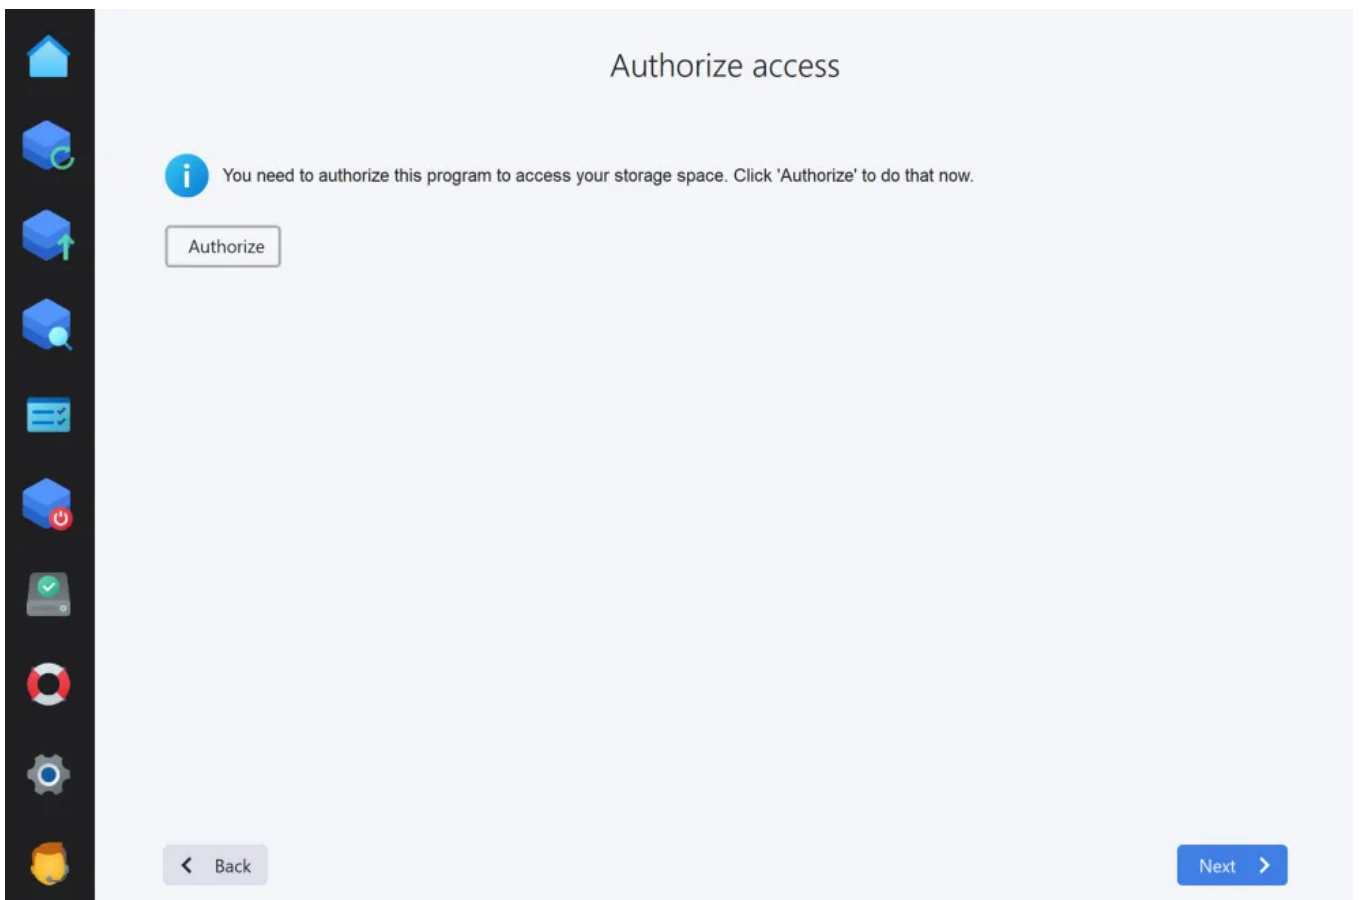 Authorize access
You need to authorize this program to access your storage space. Click 'Authorize' to do that now.
Authorize
Back
Next